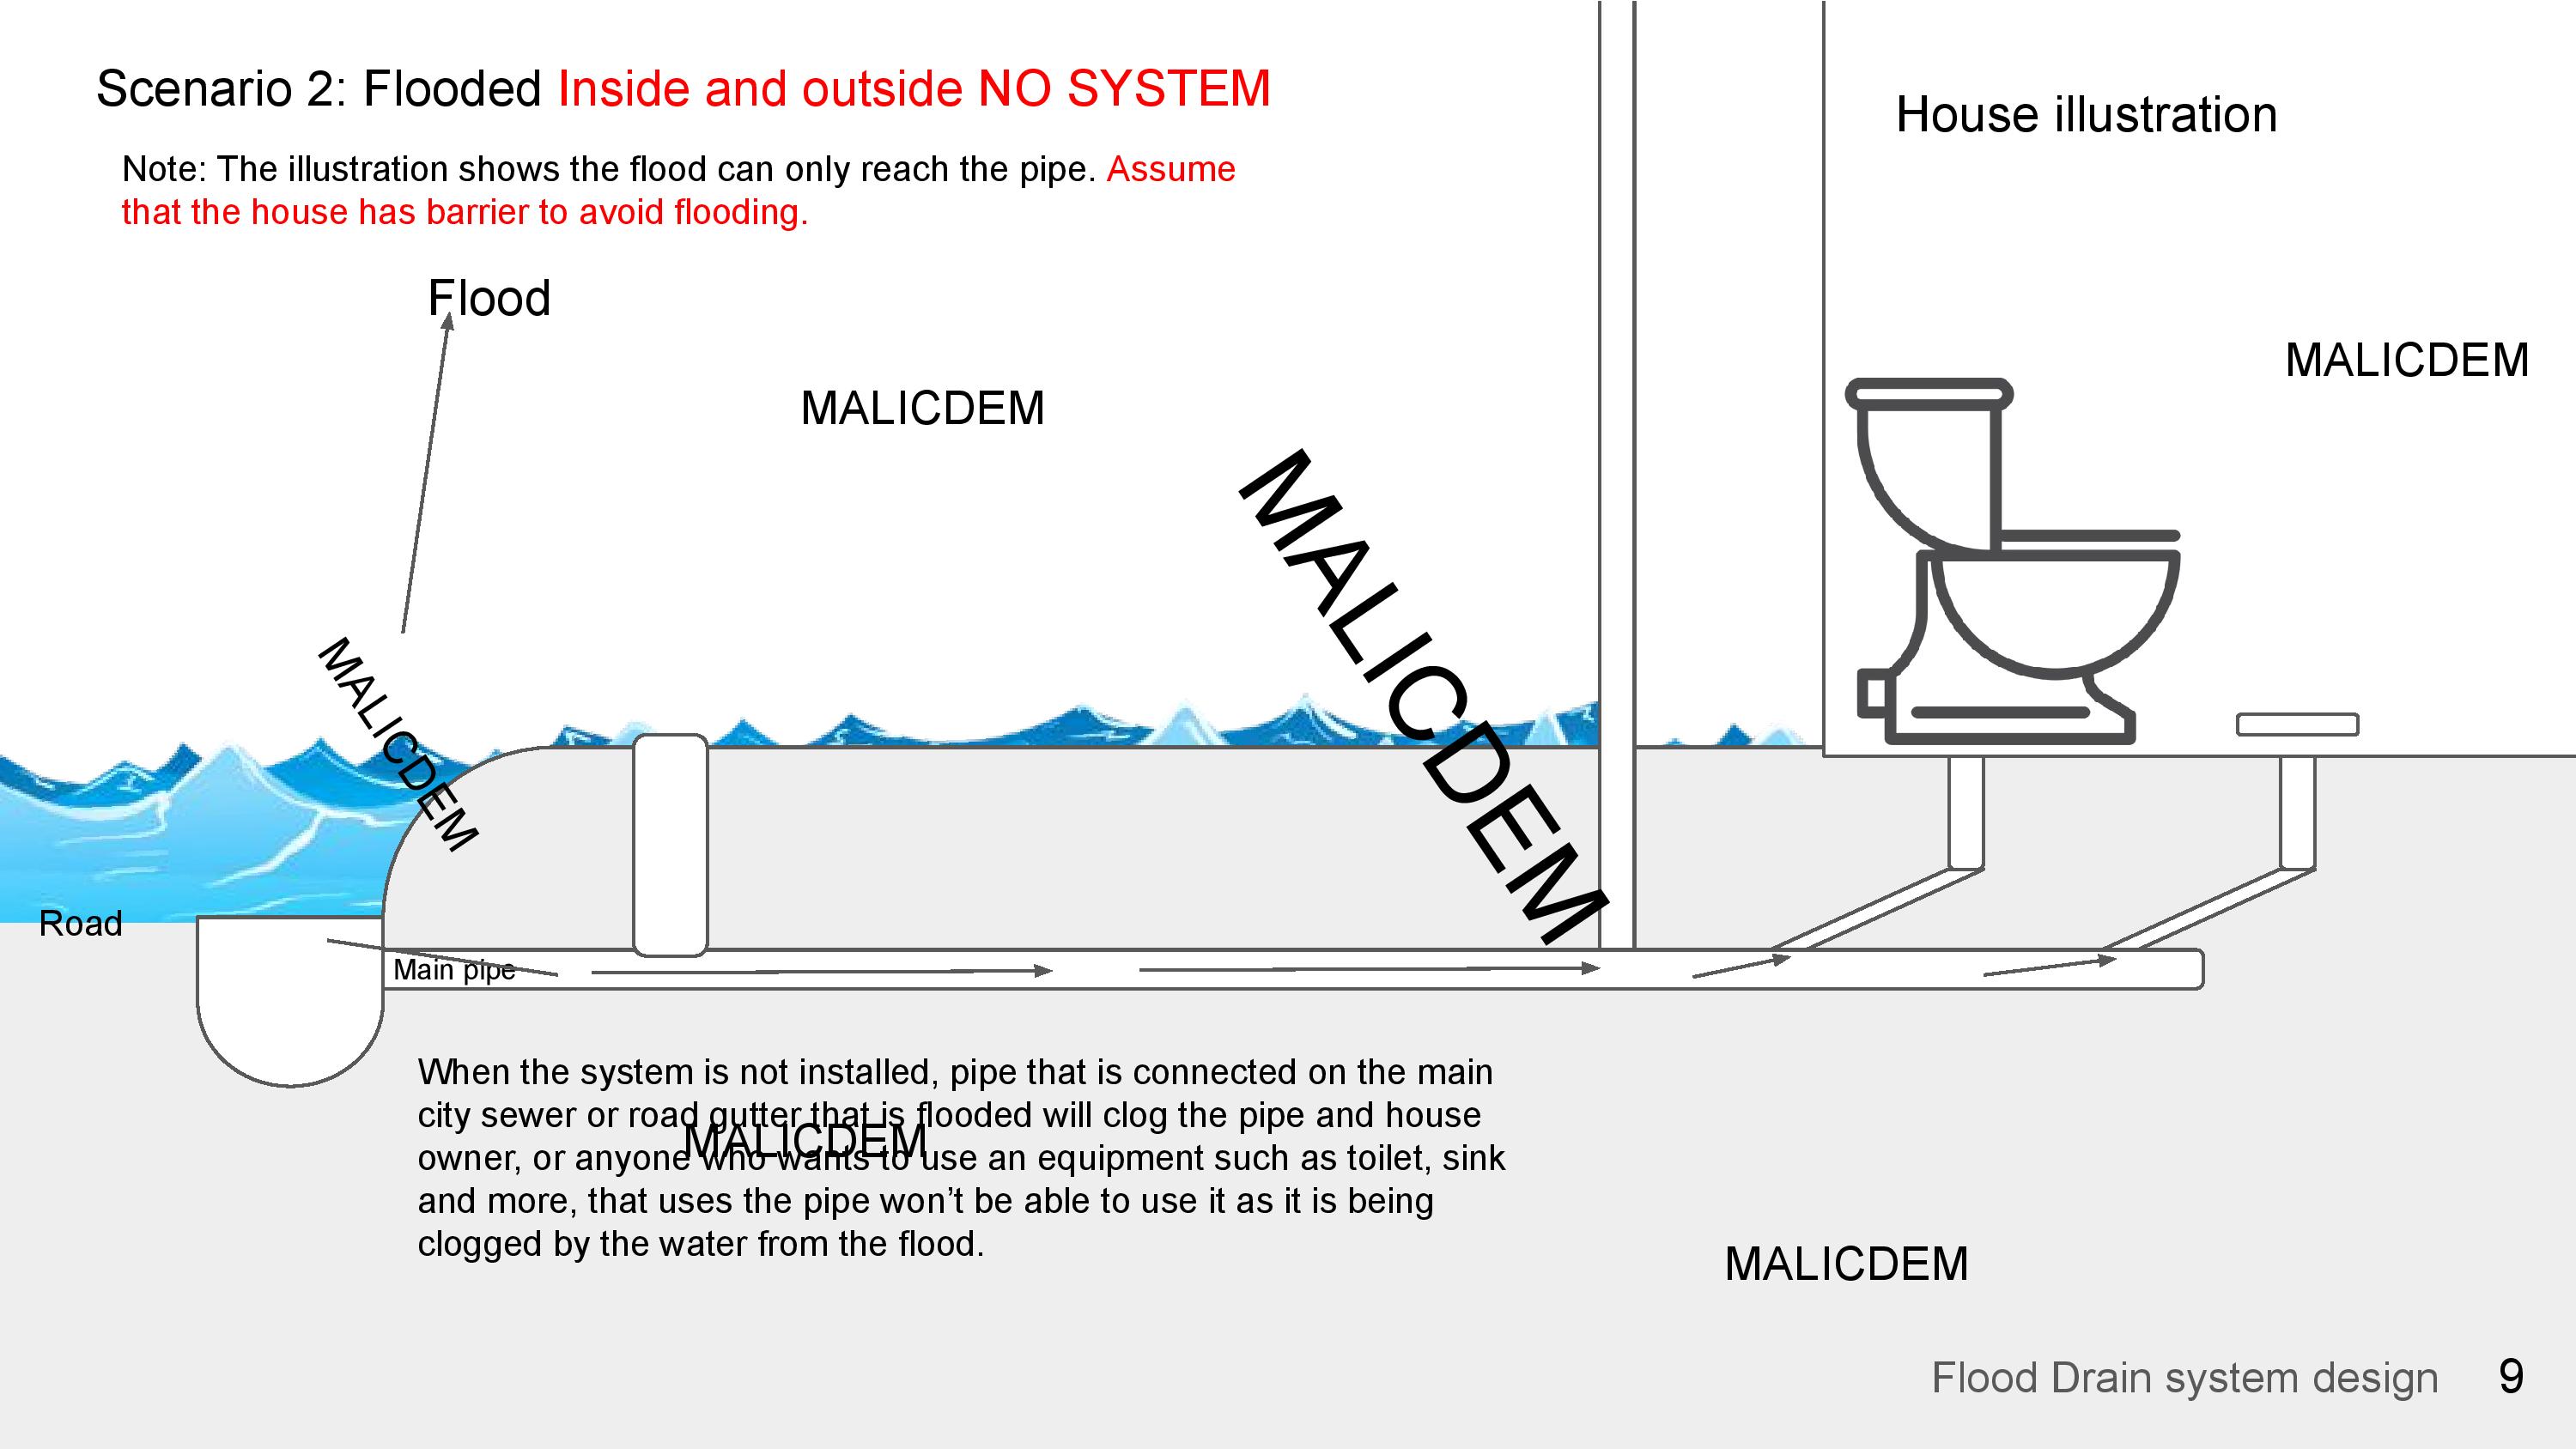 Scenario 2: Flooded Inside and outside NO SYSTEM
House illustration
Note: The illustration shows the flood can only reach the pipe. Assume
that the house has barrier to avoid flooding.
Flood
MALICDEM
MALICDEM
MALICDEM
MALICDEM
Road
Main pipe
When the system is not installed, pipe that is connected on the main
city sewer or road gutter that is flooded will clog the pipe and house
MALICDEM
owner, or anyone who wants to use an equipment such as toilet, sink
and more, that uses the pipe won’t be able to use it as it is being
clogged by the water from the flood.
MALICDEM
Flood Drain system design 9